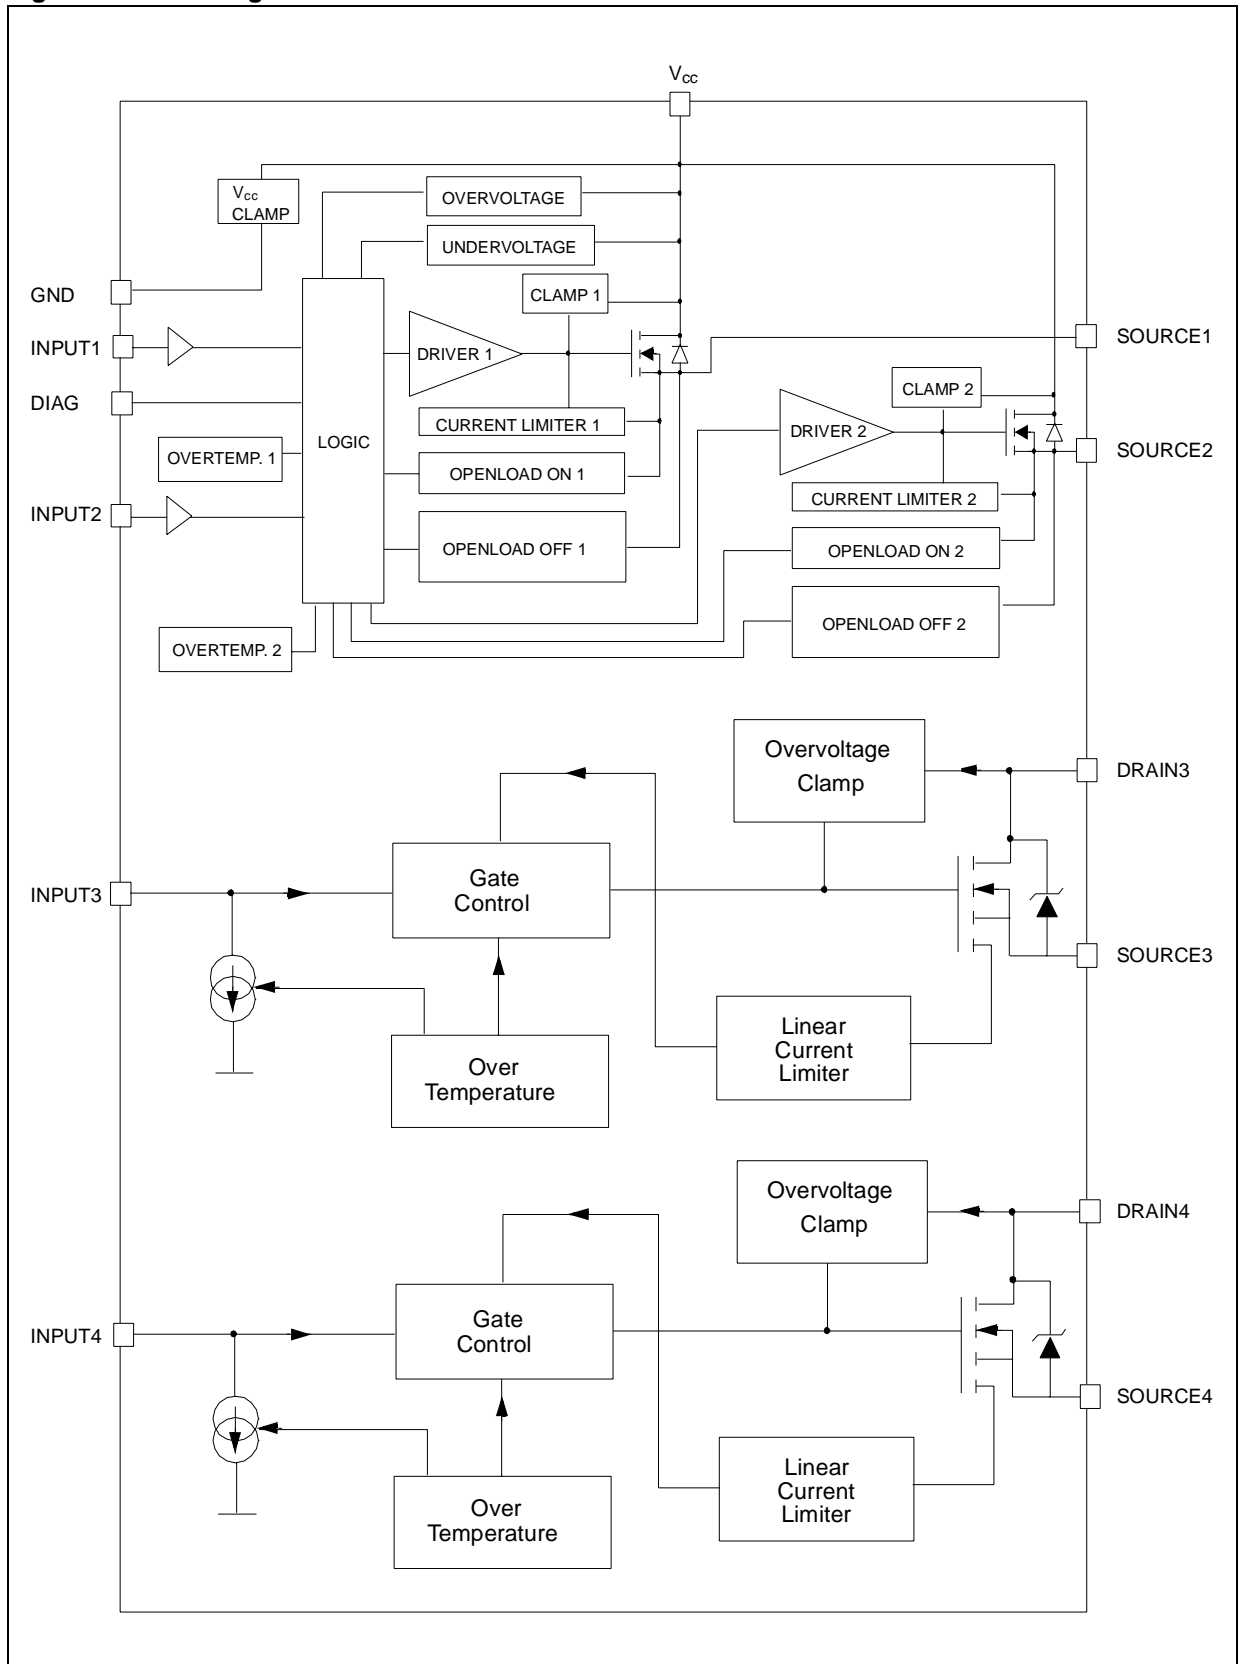 V_cc
V_cc
CLAMP
OVERVOLTAGE
UNDERVOLTAGE
GND
CLAMP 1
INPUT1
DRIVER 1
SOURCE1
DIAG
CLAMP 2
CURRENT LIMITER 1
LOGIC
DRIVER 2
OVERTEMP. 1
SOURCE2
OPENLOAD ON 1
CURRENT LIMITER 2
INPUT2
OPENLOAD OFF 1
OPENLOAD ON 2
OPENLOAD OFF 2
OVERTEMP. 2
Overvoltage
Clamp
DRAIN3
Gate
Control
INPUT3
SOURCE3
Linear
Current
Limiter
Over
Temperature
Overvoltage
Clamp
DRAIN4
Gate
Control
INPUT4
SOURCE4
Linear
Current
Limiter
Over
Temperature